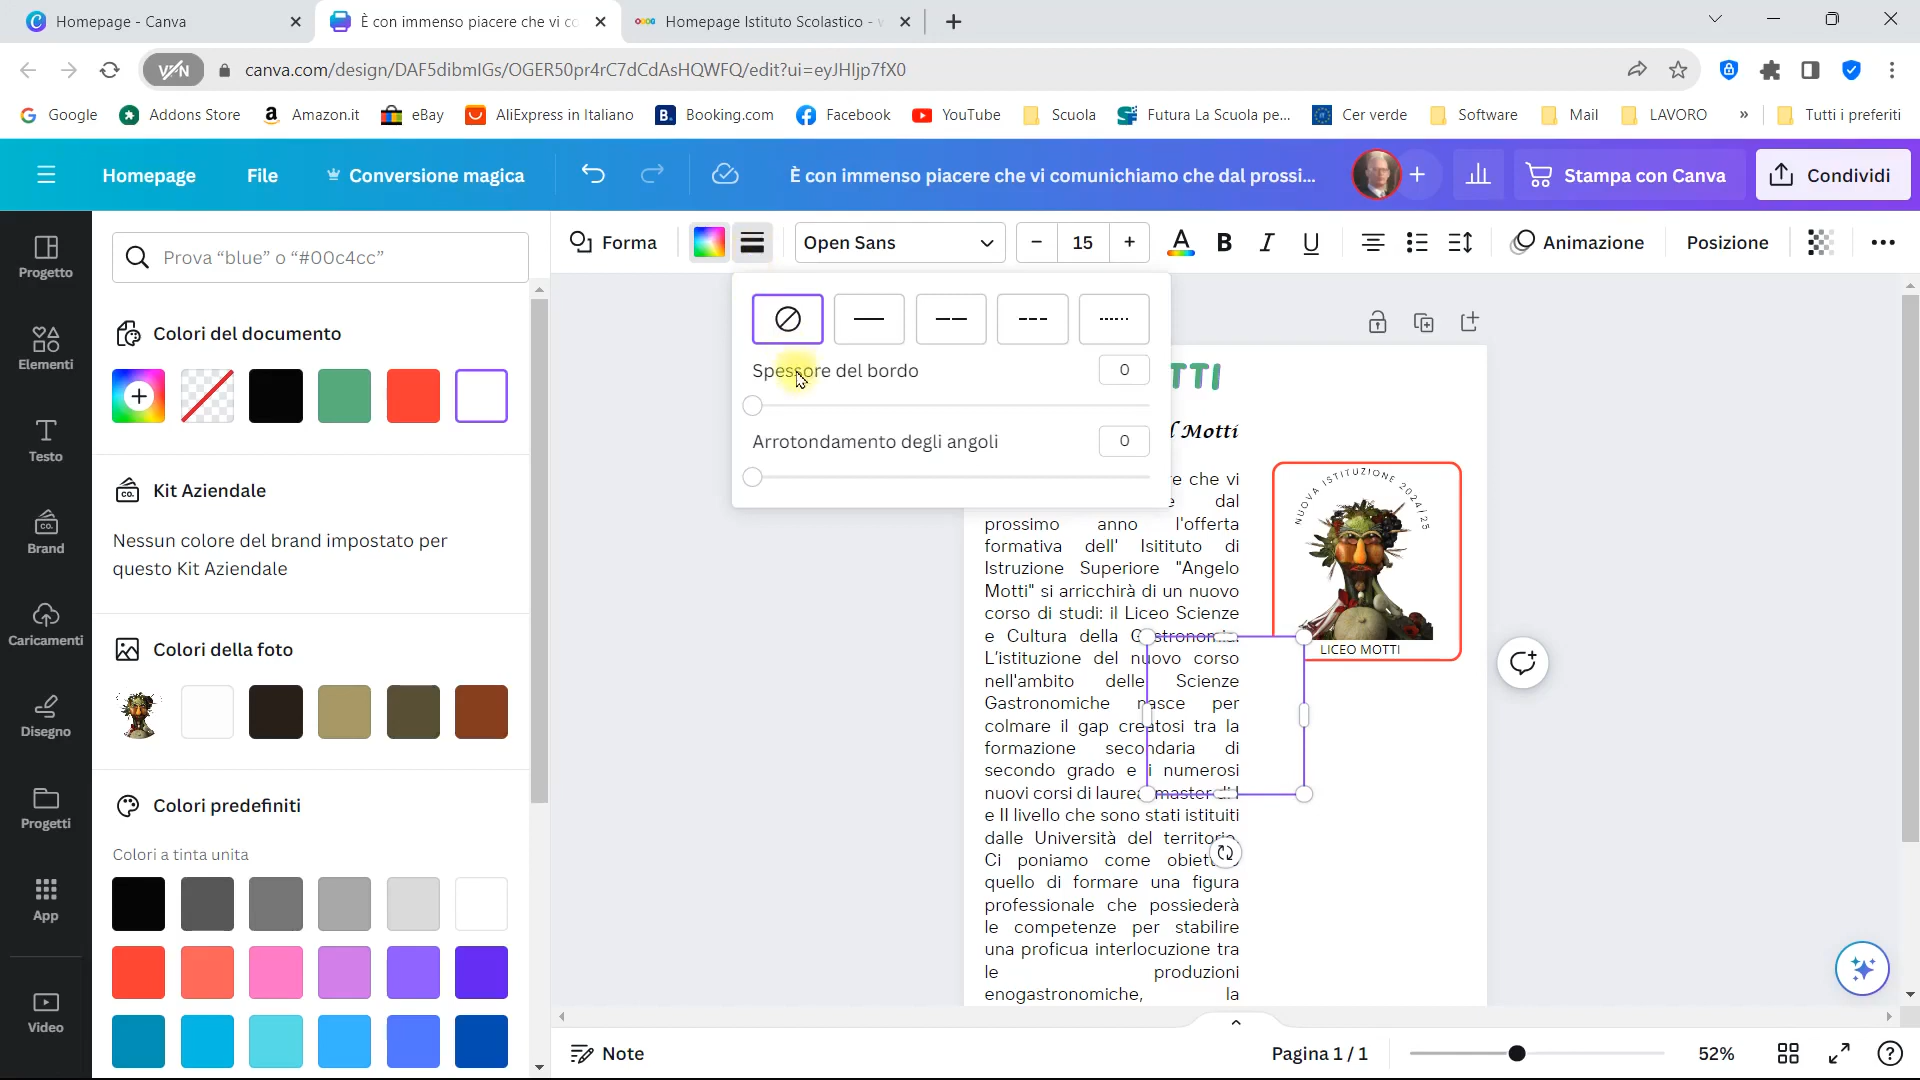 Homepage - Canva
È con immenso piacere che vi co
Homepage Istituto Scolastico - v
VPN
canva.com/design/DAF5dibmIGs/OGER50pr4rC7dCdAsHQWFQ/edit?ui=eyJHIjp7fX0
Google
Addons Store
Amazon.it
eBay
AliExpress in Italiano
Booking.com
Facebook
YouTube
Scuola
Futura La Scuola pe...
Cer verde
Software
Mail
LAVORO
»
Tutti i preferiti
Homepage
File
Conversione magica
È con immenso piacere che vi comunichiamo che dal prossi...
Stampa con Canva
Condividi
Progetto
Elementi
Testo
Brand
Caricamenti
Disegno
Progetti
App
Video
Prova “blue” o “#00c4cc”
Colori del documento
Kit Aziendale
Nessun colore del brand impostato per
questo Kit Aziendale
Colori della foto
Colori predefiniti
Colori a tinta unita
Forma
Open Sans
15
Animazione
Posizione
Spessore del bordo
0
Arrotondamento degli angoli
0
TTI
l Motti
e che vi
e dal
prossimo anno l'offerta
formativa dell' Isitituto di
Istruzione Superiore "Angelo
Motti" si arricchirà di un nuovo
corso di studi: il Liceo Scienze
e Cultura della Gastronomia.
L'istituzione del nuovo corso
nell'ambito delle Scienze
Gastronomiche nasce per
colmare il gap creatosi tra la
formazione secondaria di
secondo grado e i numerosi
nuovi corsi di laurea master di I
e II livello che sono stati istituiti
dalle Università del territorio.
Ci poniamo come obiettivo
quello di formare una figura
professionale che possiederà
le competenze per stabilire
una proficua interlocuzione tra
le produzioni
enogastronomiche, la
NUOVA ISTITUZIONE 2024/25
LICEO MOTTI
Note
Pagina 1 / 1
52%